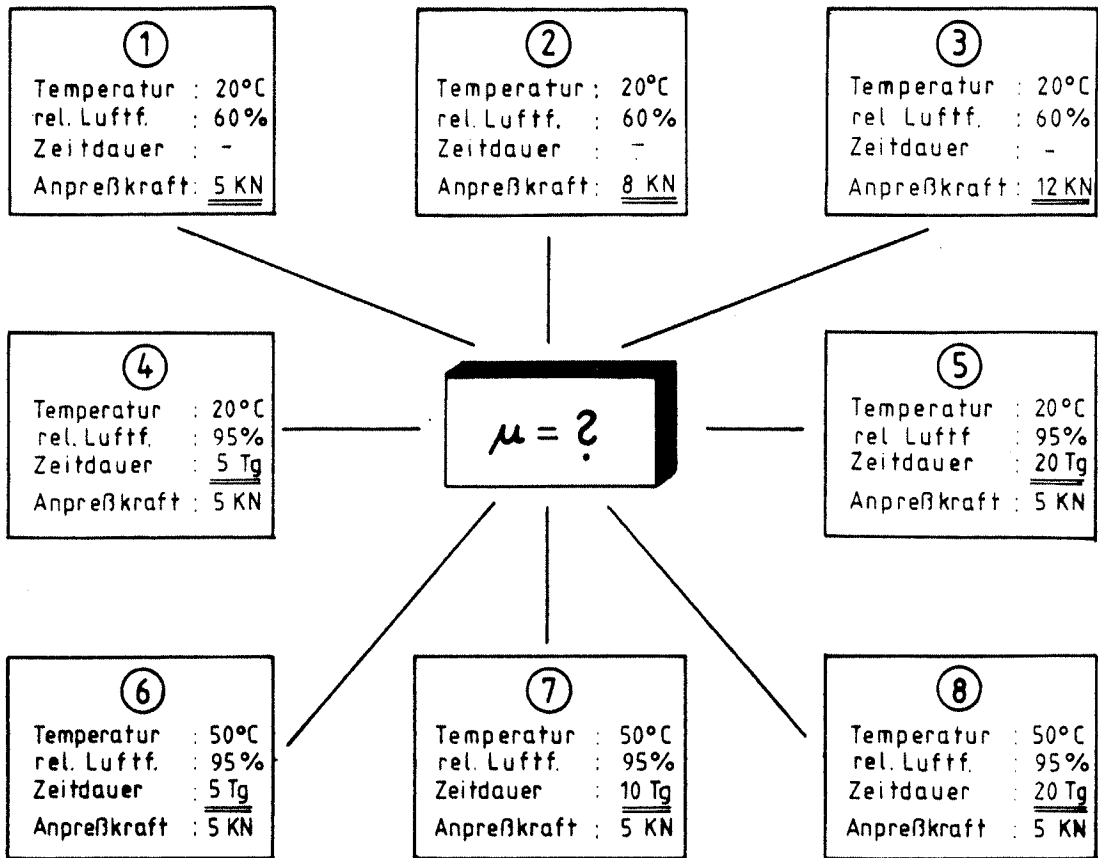 1
Temperatur : 20°C
rel. Luftf. : 60%
Zeitdauer : -
Anpreßkraft : 5 KN
2
Temperatur : 20°C
rel. Luftf. : 60%
Zeitdauer : -
Anpreßkraft : 8 KN
3
Temperatur : 20°C
rel. Luftf. : 60%
Zeitdauer : -
Anpreßkraft : 12 KN
4
Temperatur : 20°C
rel. Luftf. : 95%
Zeitdauer : 5 Tg
Anpreßkraft : 5 KN
μ = ?
5
Temperatur : 20°C
rel Luftf : 95%
Zeitdauer : 20 Tg
Anpreßkraft : 5 KN
6
Temperatur : 50°C
rel. Luftf. : 95%
Zeitdauer : 5 Tg
Anpreßkraft : 5 KN
7
Temperatur : 50°C
rel. Luftf. : 95%
Zeitdauer : 10 Tg
Anpreßkraft : 5 KN
8
Temperatur : 50°C
rel. Luftf. : 95%
Zeitdauer : 20 Tg
Anpreßkraft : 5 KN